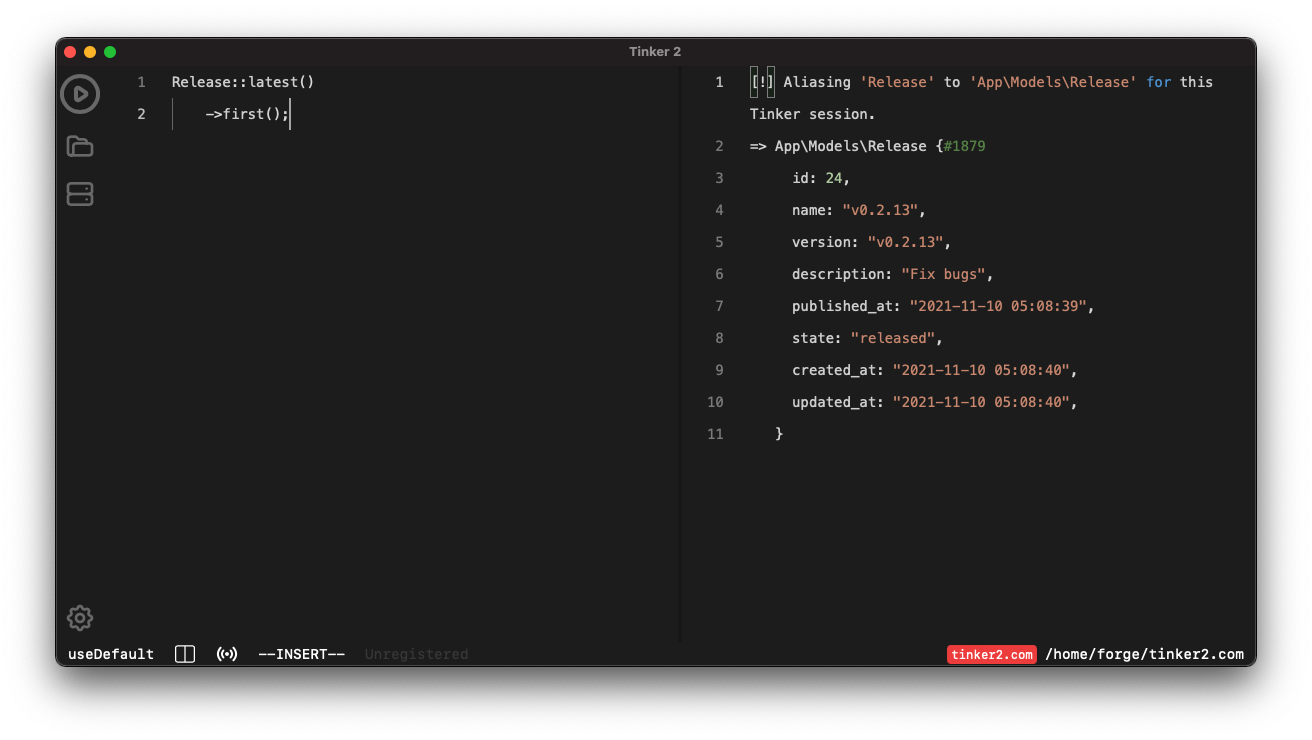 Tinker 2
1 Release::latest()
2 ->first();
1 [!] Aliasing 'Release' to 'App\Models\Release' for this
Tinker session.
2 => App\Models\Release {#1879
3 id: 24,
4 name: "v0.2.13",
5 version: "v0.2.13",
6 description: "Fix bugs",
7 published_at: "2021-11-10 05:08:39",
8 state: "released",
9 created_at: "2021-11-10 05:08:40",
10 updated_at: "2021-11-10 05:08:40",
11 }
useDefault --INSERT-- Unregistered tinker2.com /home/forge/tinker2.com